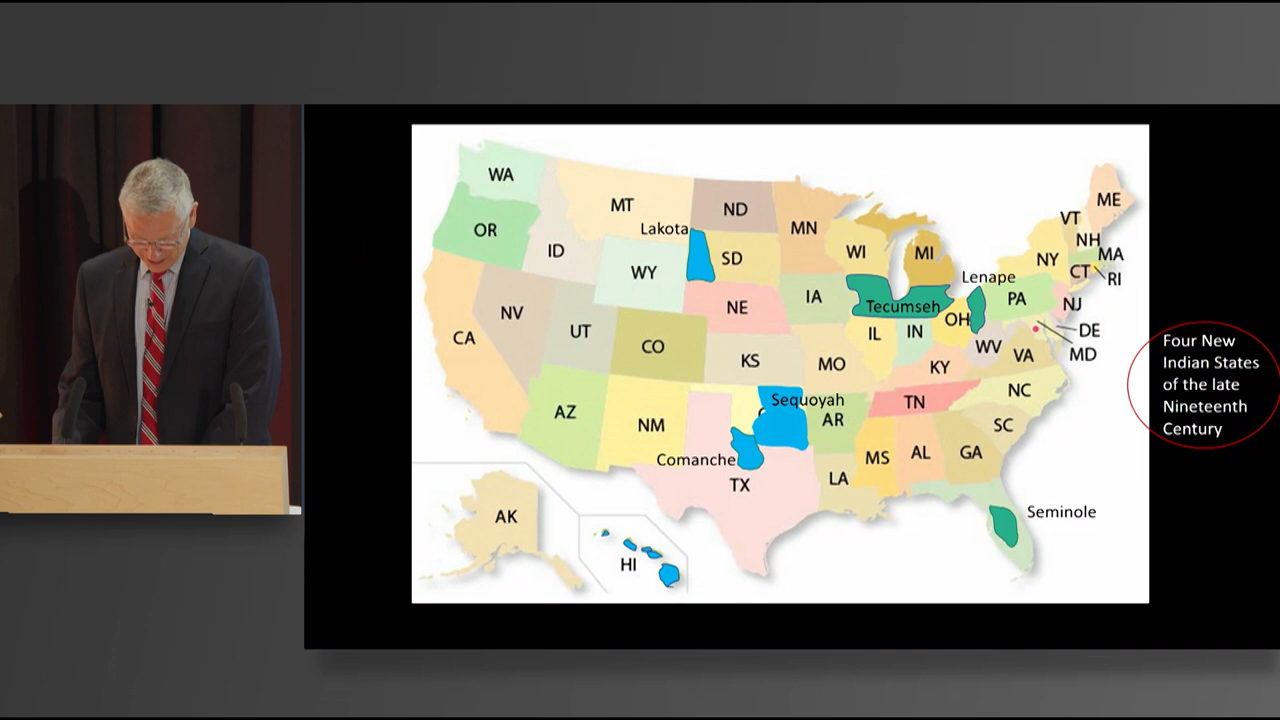 WA
MT
ND
MN
ME
VT
NH
MA
OR
ID
Lakota
SD
WI
MI
NY
CT
RI
WY
Lenape
IA
Tecumseh
PA
NJ
NV
UT
NE
OH
DE
CA
CO
IL
IN
WV
MD
KS
MO
KY
VA
AZ
NM
Sequoyah
AR
TN
NC
SC
Comanche
TX
LA
MS
AL
GA
Seminole
AK
HI
Four New
Indian States
of the late
Nineteenth
Century